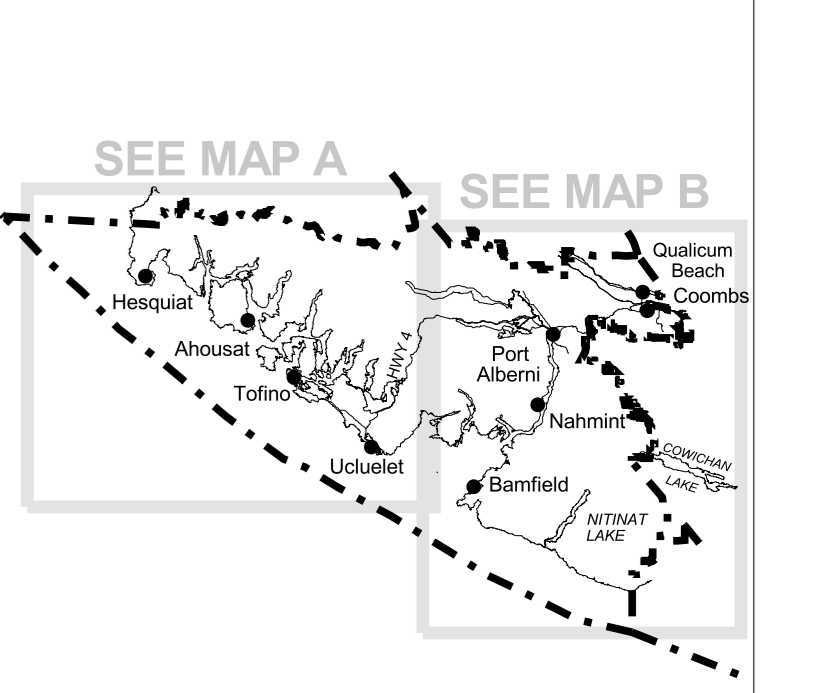 SEE MAP A
SEE MAP B
Qualicum
Beach
Coombs
Hesquiat
Ahousat
HWY 4
Port
Alberni
Tofino
Nahmint
Ucluelet
COWICHAN
LAKE
Bamfield
NITINAT
LAKE